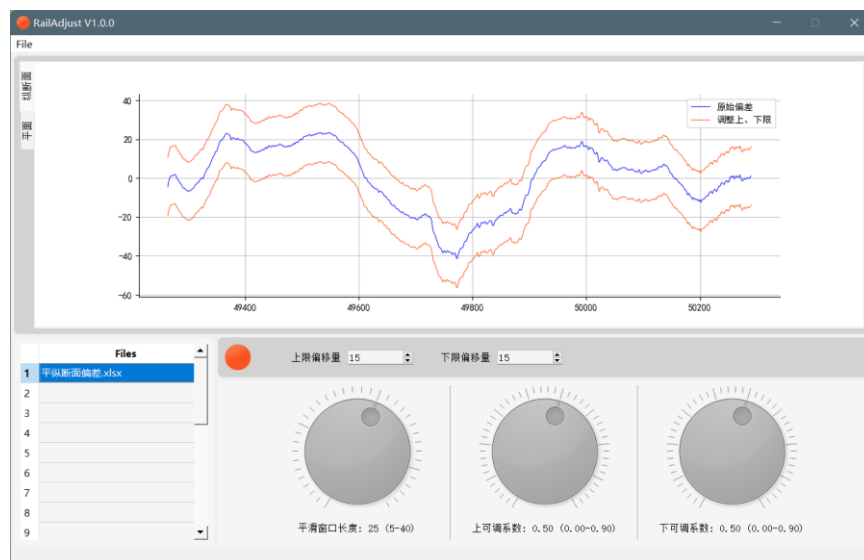 RailAdjust V1.0.0
File
纵断面
平面
40
20
0
-20
-40
-60
49400
49600
49800
50000
50200
原始偏差
调整上、下限
Files
1 平纵断面偏差.xlsx
2
3
4
5
6
7
8
9
上限偏移量 15
下限偏移量 15
平滑窗口长度: 25 (5-40)
上可调系数: 0.50 (0.00-0.90)
下可调系数: 0.50 (0.00-0.90)